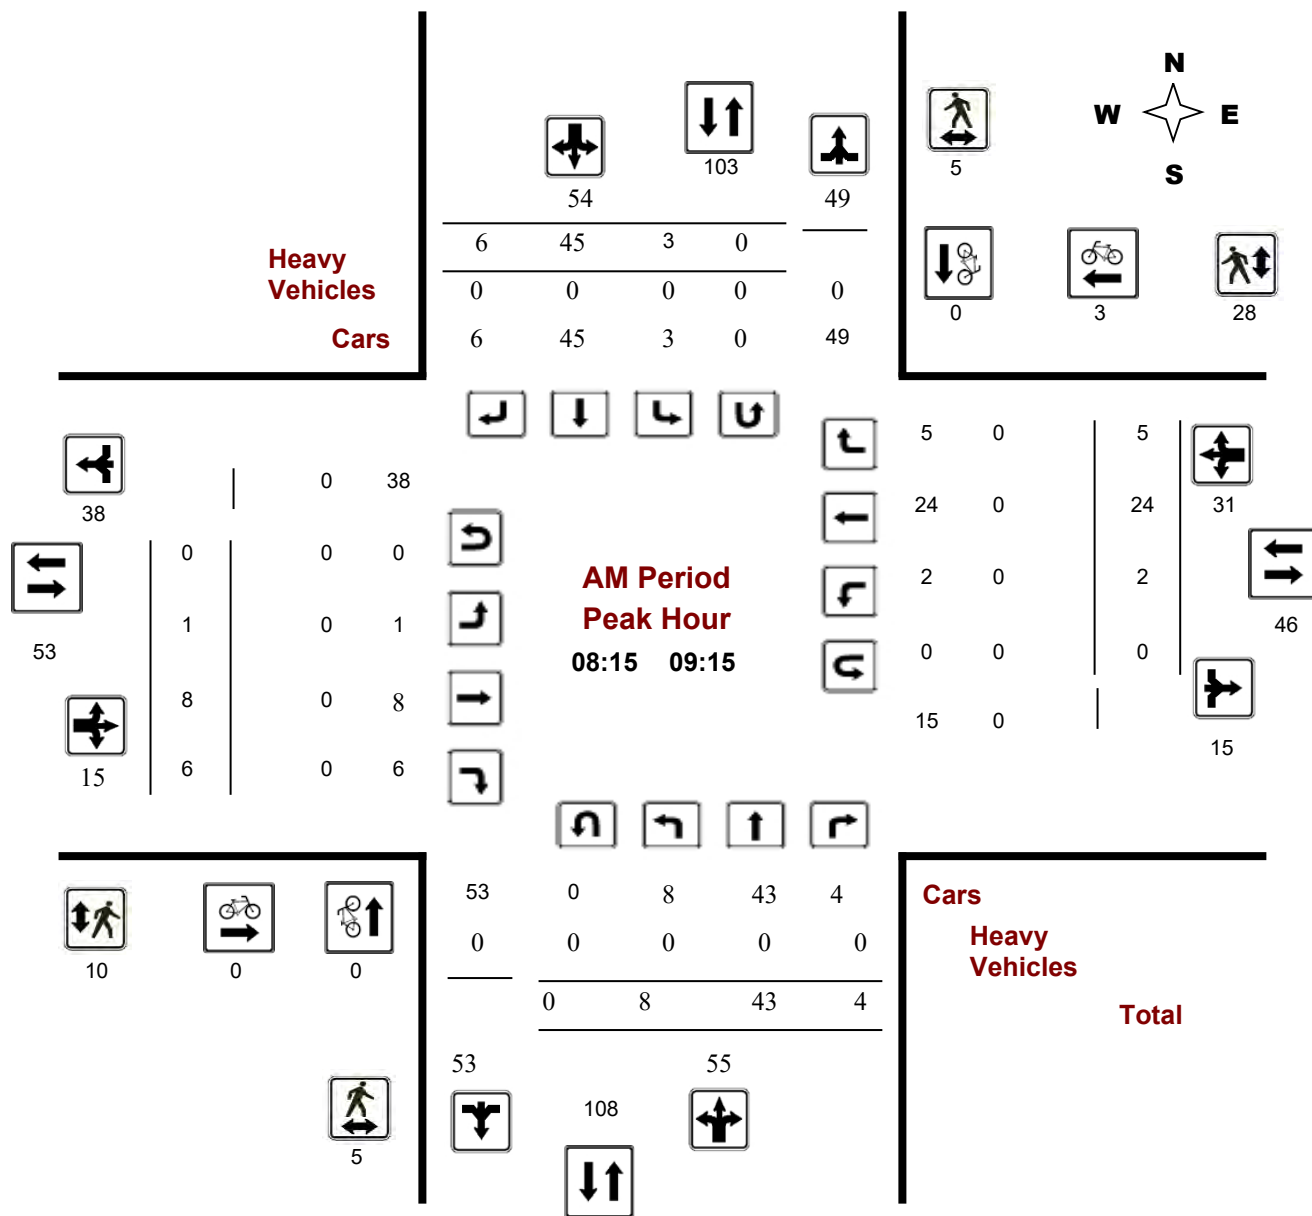 N
W E
S
103
5
54 49
6 45 3 0
Heavy
Vehicles
0 0 0 0 0
0 3 28
Cars 6 45 3 0 49
5 0 5
0 38
38
24 0 24 31
0 0 0
AM Period
2 0 2
Peak Hour
1 0 1
46
53
08:15 09:15
0 0 0
8 0 8
15 0
15
15 6 0 6
53 0 8 43 4
Cars
0 0 0 0 0
Heavy
Vehicles
10 0 0
0 8 43 4
Total
53 55
108
5